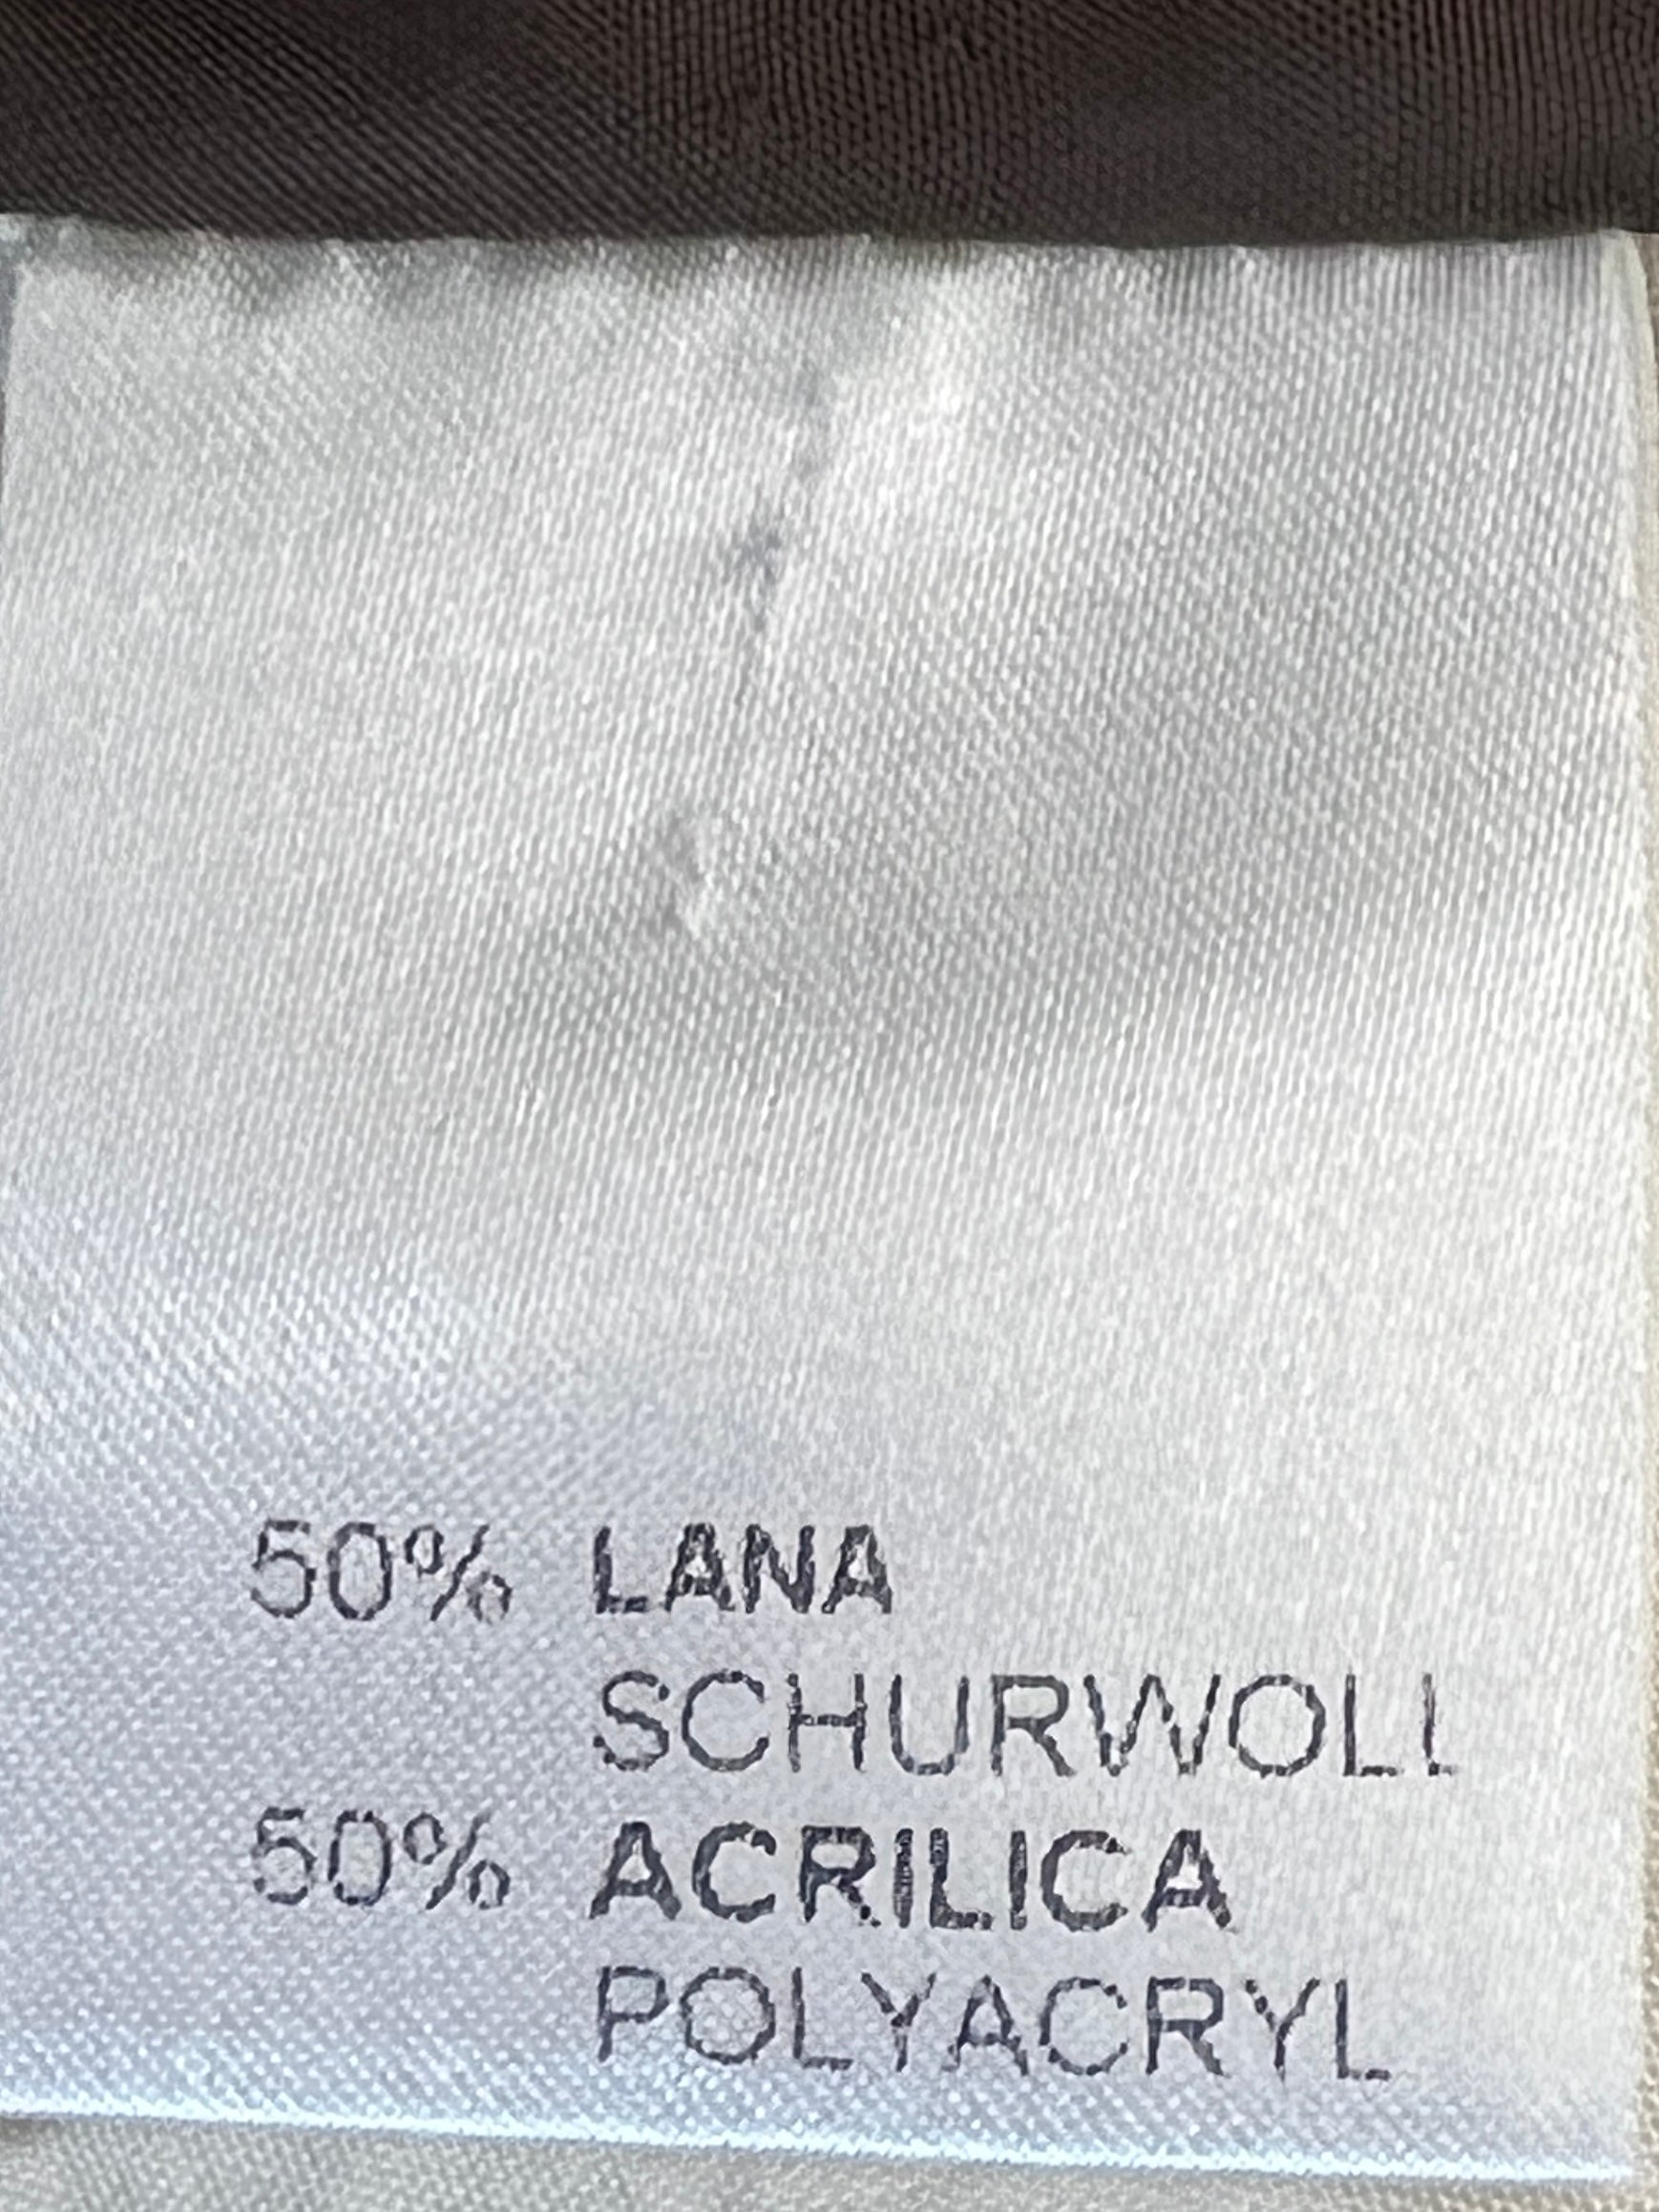 50% LANA
SCHURWOLL
50% ACRILICA
POLYACRYL